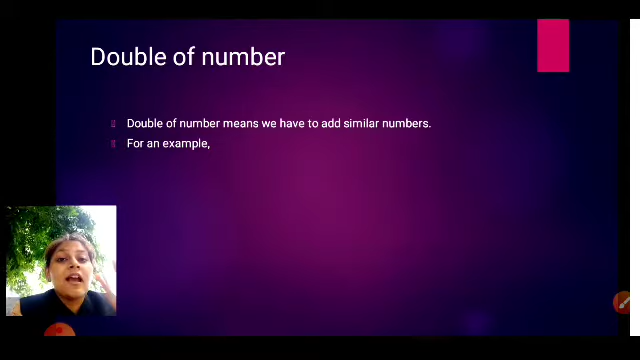 Double of number
Double of number means we have to add similar numbers.
For an example,